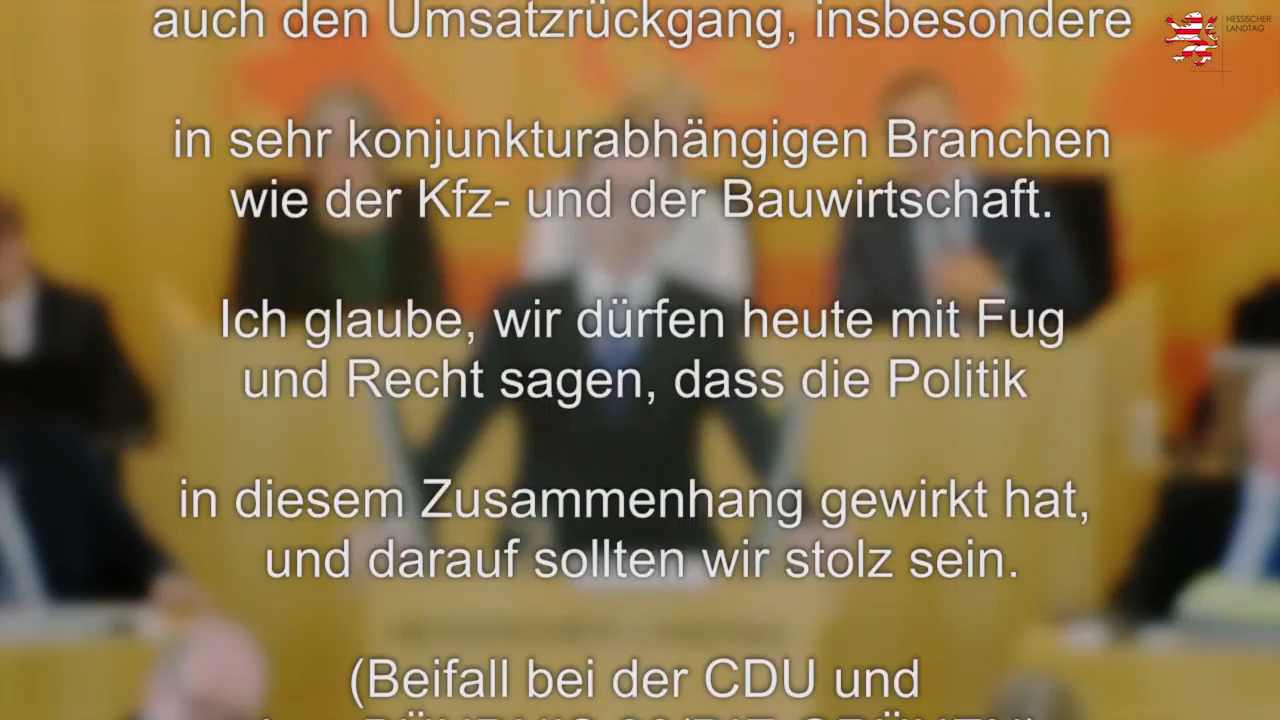 auch den Umsatzrückgang, insbesondere
HESSISCHER
LANDTAG
in sehr konjunkturabhängigen Branchen
wie der Kfz- und der Bauwirtschaft.
Ich glaube, wir dürfen heute mit Fug
und Recht sagen, dass die Politik
in diesem Zusammenhang gewirkt hat,
und darauf sollten wir stolz sein.
(Beifall bei der CDU und